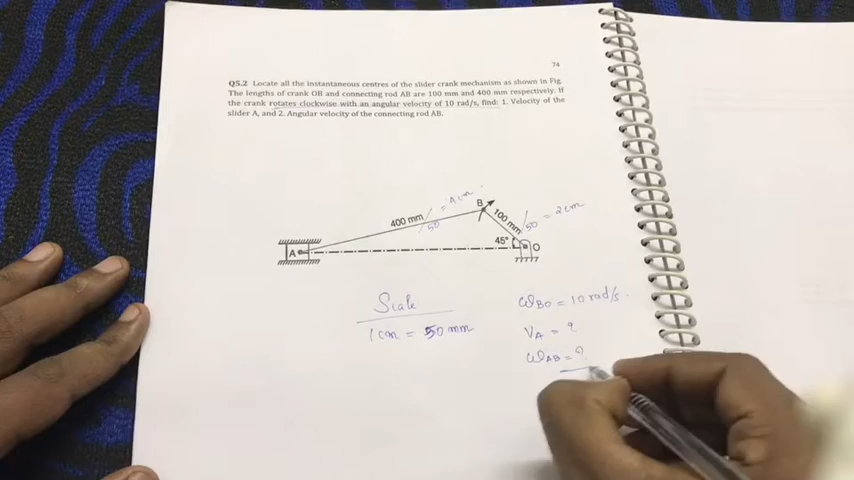 74
Q5.2 Locate all the instantaneous centres of the slider crank mechanism as shown in Fig.
The lengths of crank OB and connecting rod AB are 100 mm and 400 mm respectively. If
the crank rotates clockwise with an angular velocity of 10 rad/s, find: 1. Velocity of the
slider A, and 2. Angular velocity of the connecting rod AB.
400 mm / 50
B
100 mm / 50 = 2cm
45°
A
O
Scale
1 cm = 50 mm
ωBO = 10 rad/s.
VA = ?
ωAB = ?